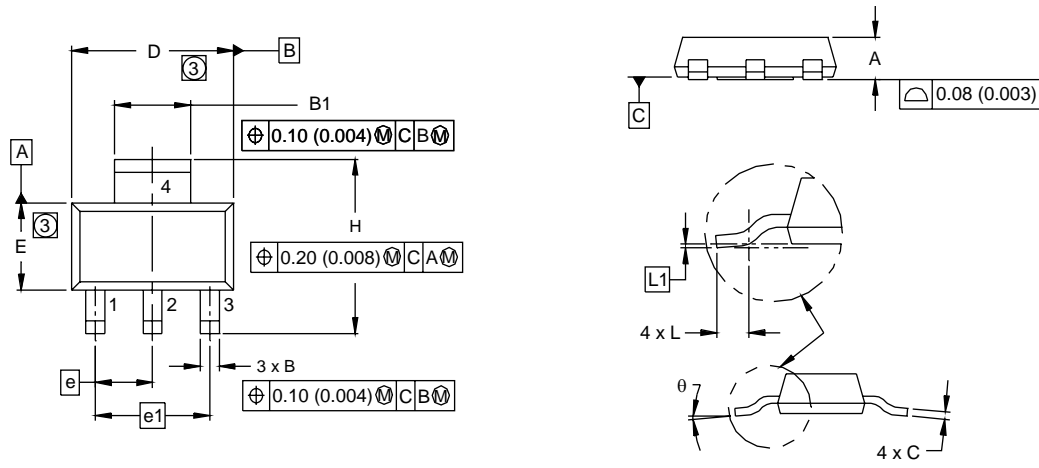 D
③
B
B1
⌖ 0.10 (0.004) Ⓜ C B Ⓜ
A
4
③
E
H
⌖ 0.20 (0.008) Ⓜ C A Ⓜ
1
2
3
3 x B
e
⌖ 0.10 (0.004) Ⓜ C B Ⓜ
e1
A
C
⌓ 0.08 (0.003)
L1
4 x L
θ
4 x C